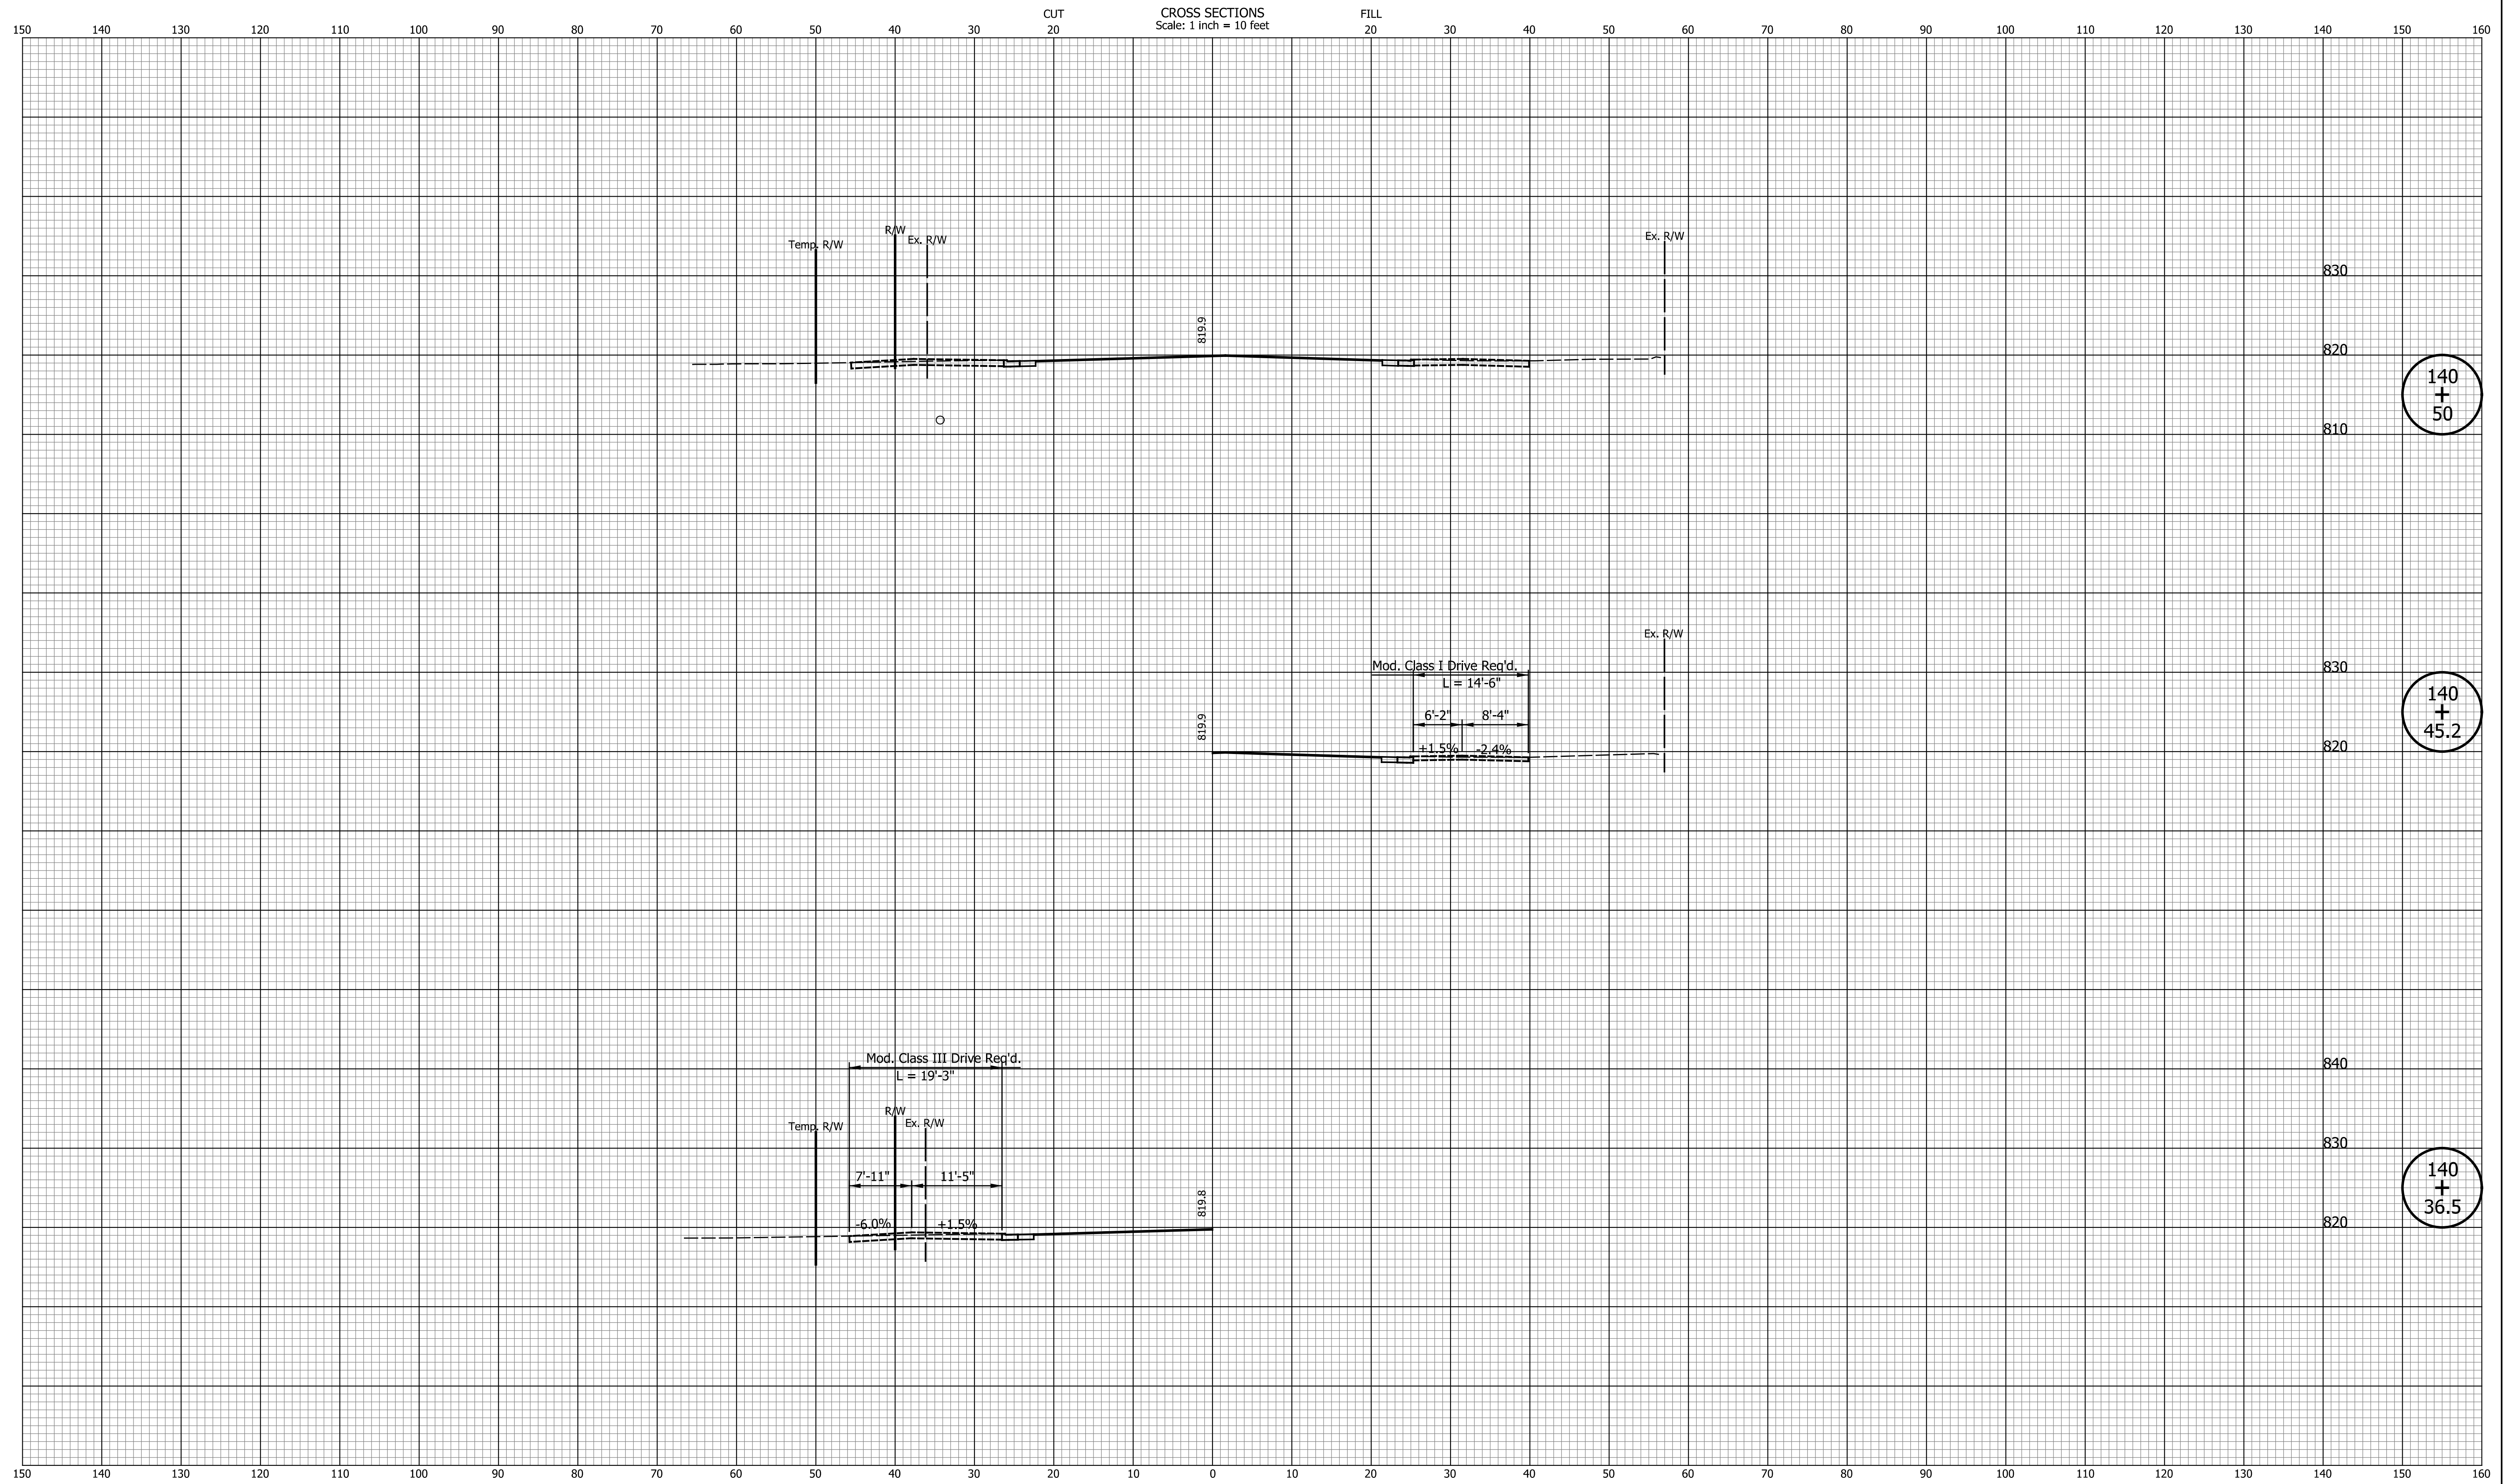 CUT CROSS SECTIONS FILL
Scale: 1 inch = 10 feet
150 140 130 120 110 100 90 80 70 60 50 40 30 20 20 30 40 50 60 70 80 90 100 110 120 130 140 150 160
R/W
Temp. R/W Ex. R/W Ex. R/W
830
819.9
820
140
+
50
810
Ex. R/W
Mod. Class I Drive Req'd.
L = 14'-6"
830
140
+
45.2
6'-2" 8'-4"
819.9
+1.5% -2.4%
820
Mod. Class III Drive Req'd.
L = 19'-3"
840
R/W
Temp. R/W Ex. R/W
830
140
+
36.5
7'-11" 11'-5"
819.8
-6.0% +1.5%
820
150 140 130 120 110 100 90 80 70 60 50 40 30 20 10 0 10 20 30 40 50 60 70 80 90 100 110 120 130 140 150 160